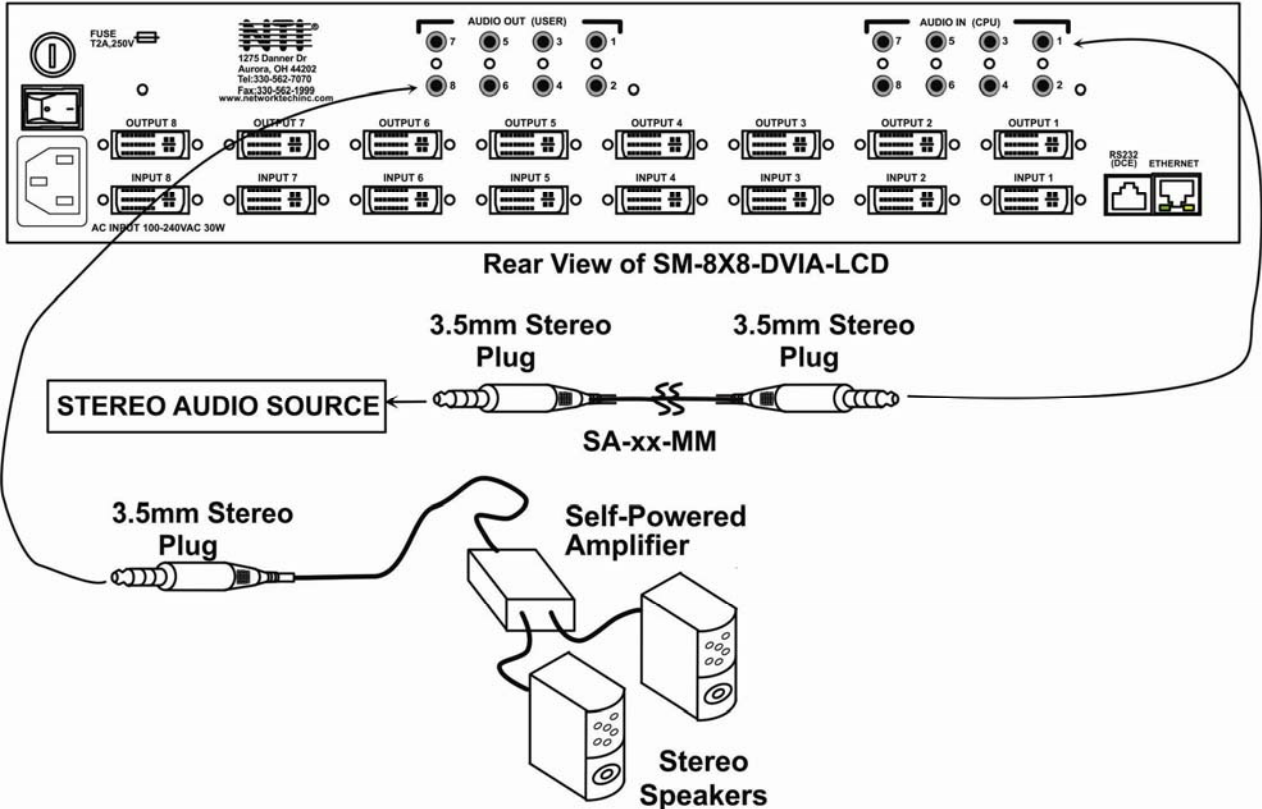 FUSE
T2A,250V
NTI®
1275 Danner Dr
Aurora, OH 44202
Tel:330-562-7070
Fax:330-562-1999
www.networktechinc.com
AUDIO OUT (USER)
7 5 3 1
8 6 4 2
AUDIO IN (CPU)
7 5 3 1
8 6 4 2
OUTPUT 8 OUTPUT 7 OUTPUT 6 OUTPUT 5 OUTPUT 4 OUTPUT 3 OUTPUT 2 OUTPUT 1
INPUT 8 INPUT 7 INPUT 6 INPUT 5 INPUT 4 INPUT 3 INPUT 2 INPUT 1
RS232
(DCE)
ETHERNET
AC INPUT 100-240VAC 30W
Rear View of SM-8X8-DVIA-LCD
3.5mm Stereo
Plug
3.5mm Stereo
Plug
STEREO AUDIO SOURCE
SA-xx-MM
3.5mm Stereo
Plug
Self-Powered
Amplifier
Stereo
Speakers